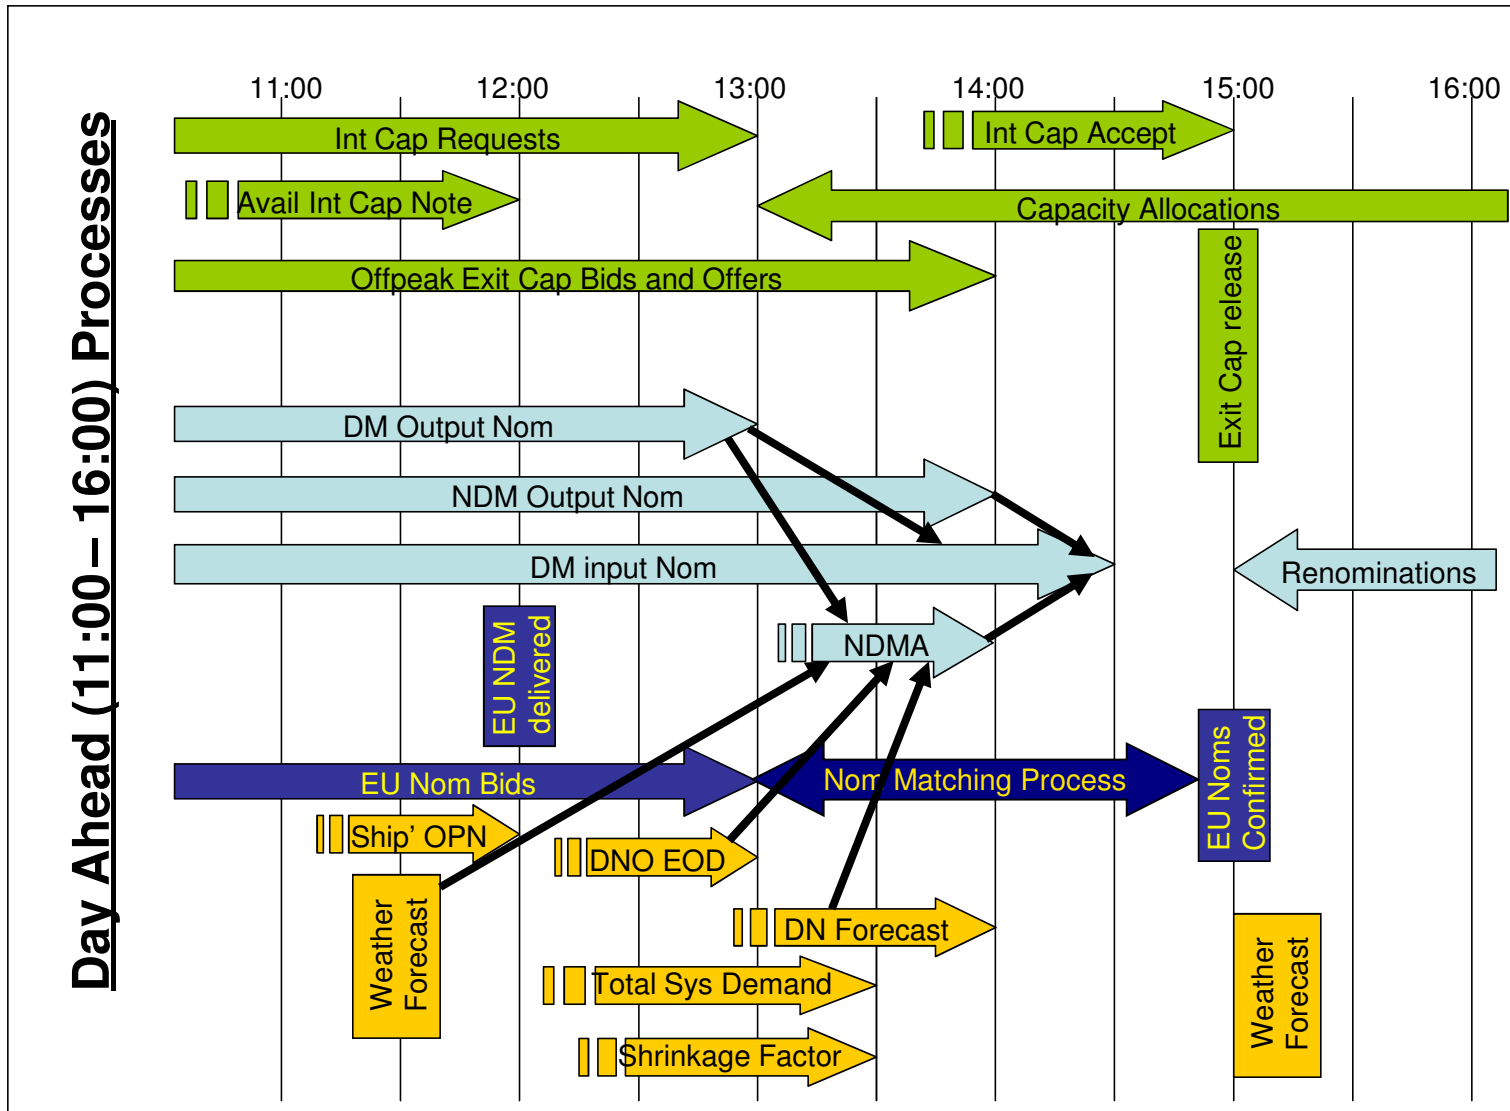 Day Ahead (11:00 – 16:00) Processes
11:00 12:00 13:00 14:00 15:00 16:00
Int Cap Requests
Int Cap Accept
Avail Int Cap Note
Capacity Allocations
Offpeak Exit Cap Bids and Offers
Exit Cap release
DM Output Nom
NDM Output Nom
DM input Nom
Renominations
NDMA
EU NDM
delivered
EU Nom Bids
Nom Matching Process
EU Noms
Confirmed
Ship' OPN
DNO EOD
Weather
Forecast
DN Forecast
Total Sys Demand
Weather
Forecast
Shrinkage Factor